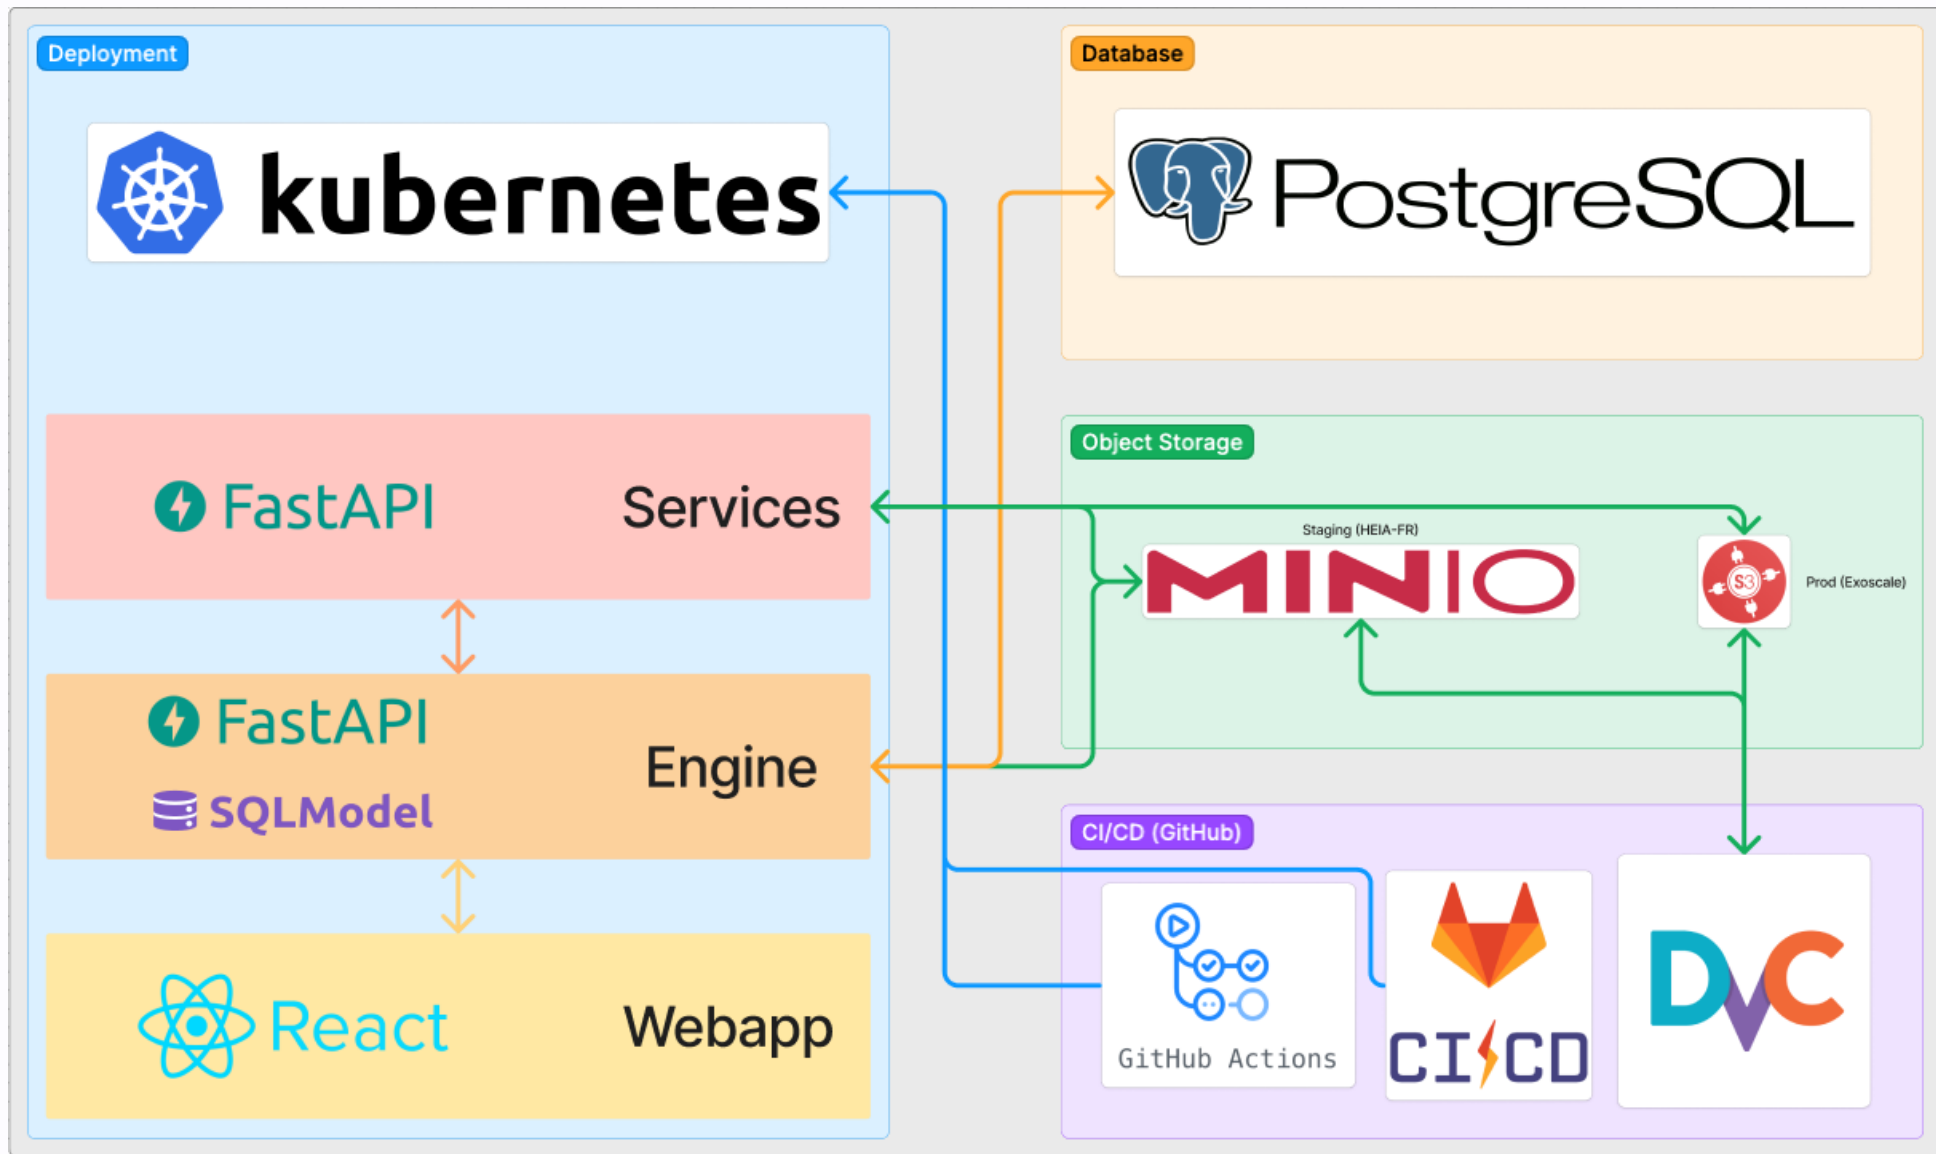 Deployment
kubernetes
FastAPI
Services
FastAPI
SQLModel
Engine
React
Webapp
Database
PostgreSQL
Object Storage
Staging (HEIA-FR)
MINIO
S3
Prod (Exoscale)
CI/CD (GitHub)
GitHub Actions
CI CD
DVC